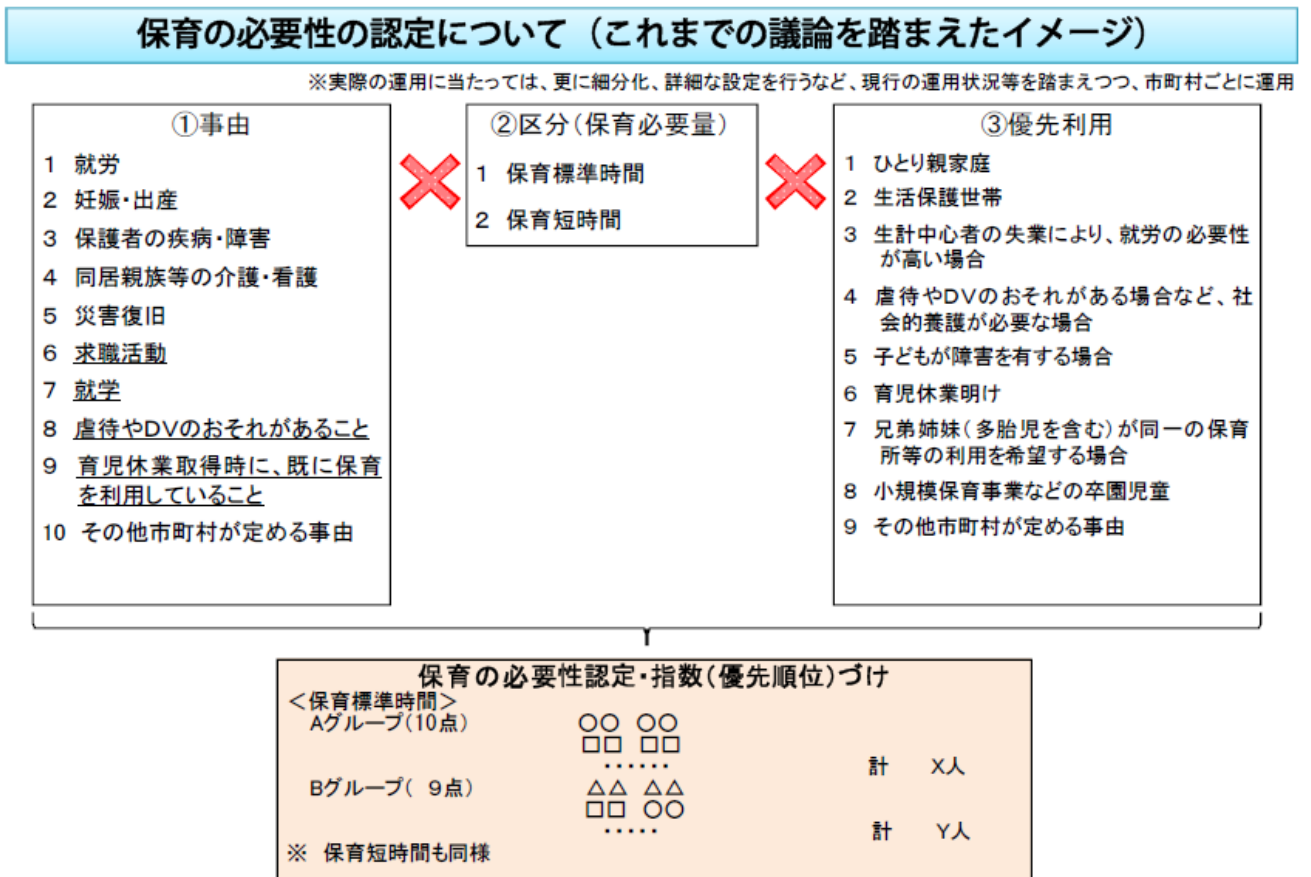 保育の必要性の認定について（これまでの議論を踏まえたイメージ）
※実際の運用に当たっては、更に細分化、詳細な設定を行うなど、現行の運用状況等を踏まえつつ、市町村ごとに運用
①事由
1 就労
2 妊娠・出産
3 保護者の疾病・障害
4 同居親族等の介護・看護
5 災害復旧
6 求職活動
7 就学
8 虐待やDVのおそれがあること
9 育児休業取得時に、既に保育
を利用していること
10 その他市町村が定める事由
②区分（保育必要量）
1 保育標準時間
2 保育短時間
③優先利用
1 ひとり親家庭
2 生活保護世帯
3 生計中心者の失業により、就労の必要性
が高い場合
4 虐待やDVのおそれがある場合など、社
会的養護が必要な場合
5 子どもが障害を有する場合
6 育児休業明け
7 兄弟姉妹（多胎児を含む）が同一の保育
所等の利用を希望する場合
8 小規模保育事業などの卒園児童
9 その他市町村が定める事由
保育の必要性認定・指数（優先順位）づけ
＜保育標準時間＞
Aグループ（10点） ○○ ○○
□□ □□
・・・・・・
計 X人
Bグループ（ 9点） △△ △△
□□ ○○
・・・・・
計 Y人
※ 保育短時間も同様